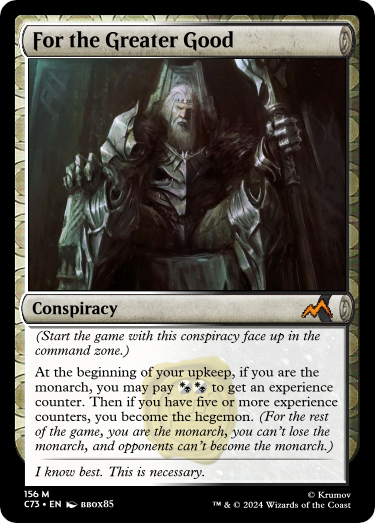 For the Greater Good
Conspiracy
(Start the game with this conspiracy face up in the
command zone.)
At the beginning of your upkeep, if you are the
monarch, you may pay to get an experience
counter. Then if you have five or more experience
counters, you become the hegemon. (For the rest
of the game, you are the monarch, you can't lose the
monarch, and opponents can't become the monarch.)
I know best. This is necessary.
156 M
C73 • EN BBOX85
© Krumov
™ & © 2024 Wizards of the Coast